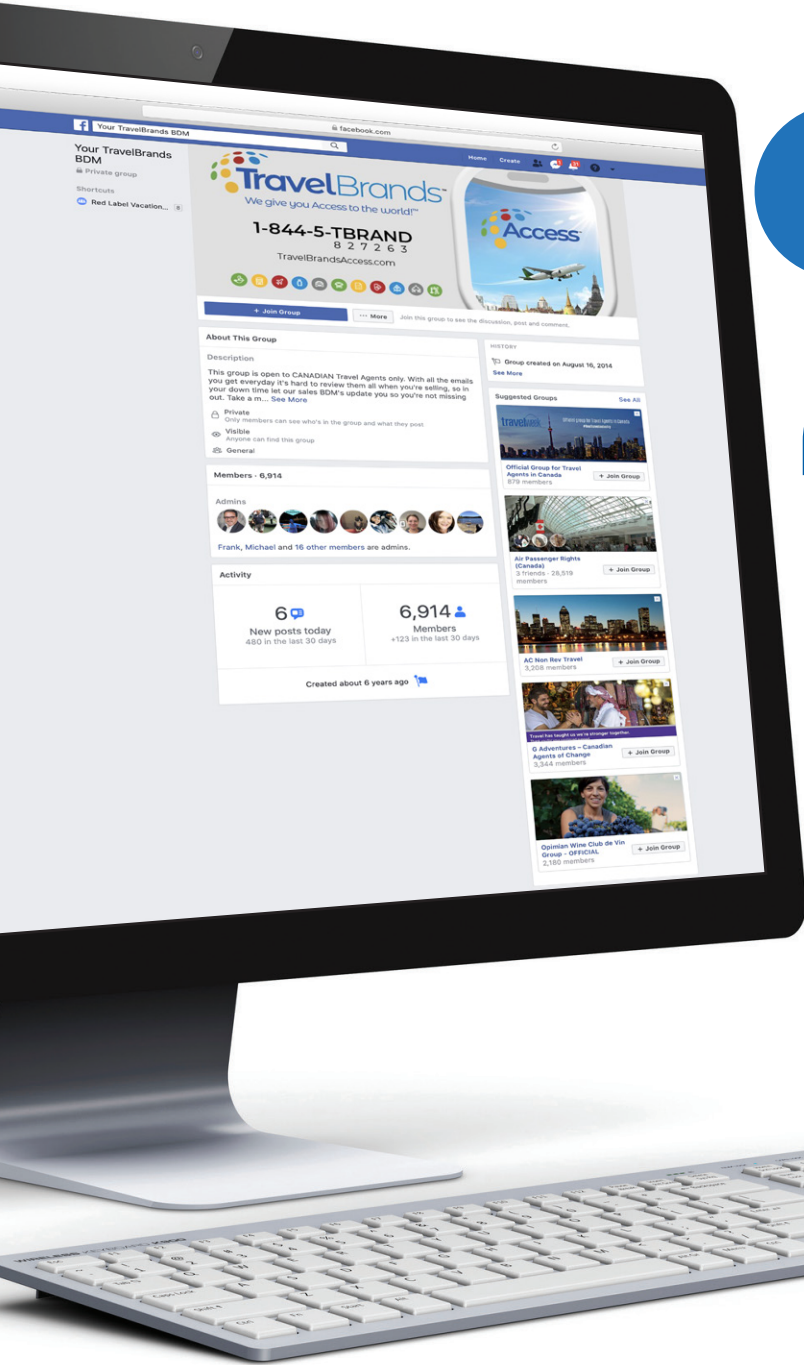 facebook.com
Your TravelBrands BDM
Home Create
Your TravelBrands
BDM
Private group
Shortcuts
Red Label Vacation...
TravelBrands
We give you Access to the world!™
1-844-5-TBRAND
8 2 7 2 6 3
TravelBrandsAccess.com
Access
+ Join Group
··· More
Join this group to see the discussion, post and comment.
About This Group
Description
This group is open to CANADIAN Travel Agents only. With all the emails
you get everyday it's hard to review them all when you're selling, so in
your down time let our sales BDM's update you so you're not missing
out. Take a m... See More
Private
Only members can see who's in the group and what they post
Visible
Anyone can find this group
General
Members · 6,914
Admins
Frank, Michael and 16 other members are admins.
Activity
6
New posts today
480 in the last 30 days
6,914
Members
+123 in the last 30 days
Created about 6 years ago
HISTORY
Group created on August 16, 2014
See More
Suggested Groups
See All
travelweek
Official Group for Travel
Agents in Canada
879 members
+ Join Group
Air Passenger Rights
(Canada)
3 friends · 28,519
members
+ Join Group
AC Non Rev Travel
3,268 members
+ Join Group
Travel has taught us we're stronger together.
G Adventures – Canadian
Agents of Change
3,344 members
+ Join Group
Opimian Wine Club de Vin
Group - OFFICIAL
2,180 members
+ Join Group